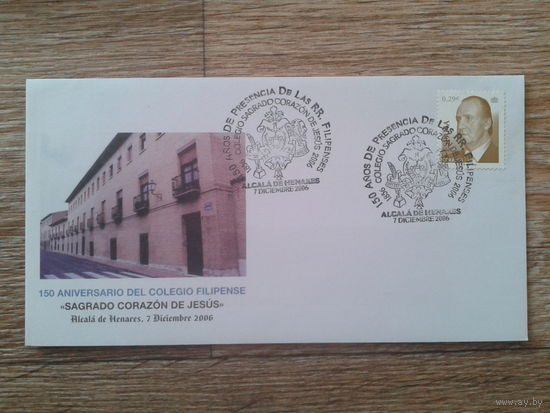 150 AÑOS DE PRESENCIA DE LAS RR. FILIPENSES
COLEGIO SAGRADO CORAZÓN DE JESÚS 2006
1856
ALCALÁ DE HENARES
7 DICIEMBRE 2006
0,29€
150 AÑOS DE PRESENCIA DE LAS RR. FILIPENSES
COLEGIO SAGRADO CORAZÓN DE JESÚS 2006
1856
ALCALÁ DE HENARES
7 DICIEMBRE 2006
150 ANIVERSARIO DEL COLEGIO FILIPENSE
«SAGRADO CORAZÓN DE JESÚS»
Alcalá de Henares, 7 Diciembre 2006
www.ay.by